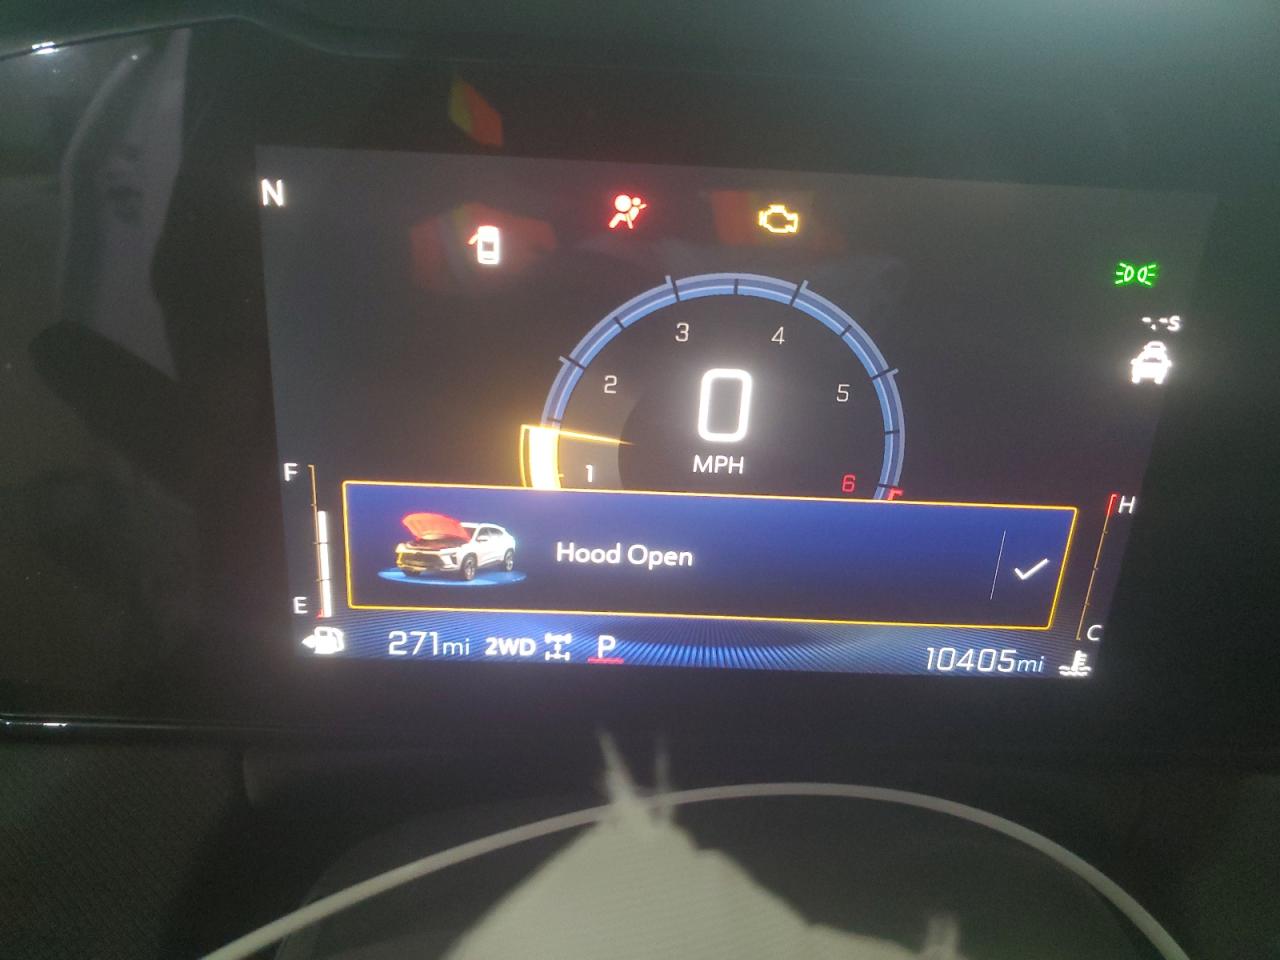 N
--S
3 4
2 5
0
MPH
1 6
F H
Hood Open
E C
271mi 2WD P 10405mi